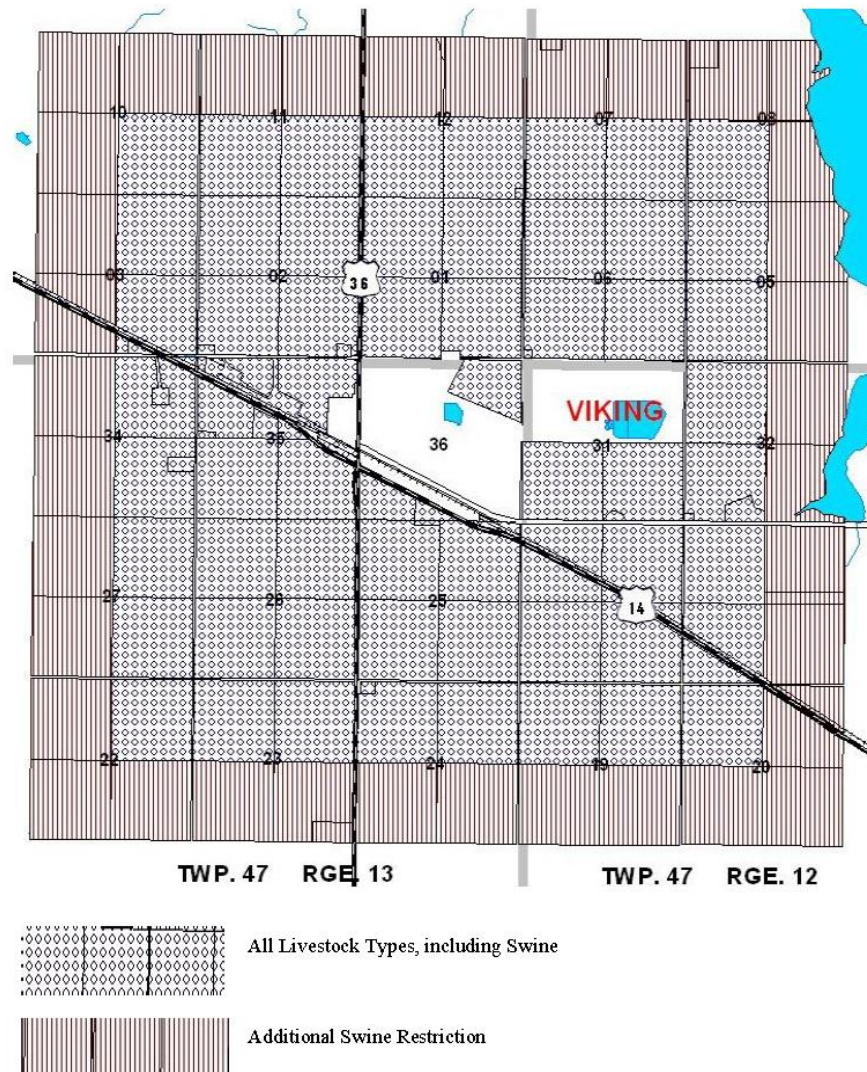 10 11 12 07 08
03 02 36 01 06 05
VIKING
34 35 36 31 32
27 26 25 14
22 23 24 19 20
TWP. 47 RGE. 13 TWP. 47 RGE. 12
All Livestock Types, including Swine
Additional Swine Restriction